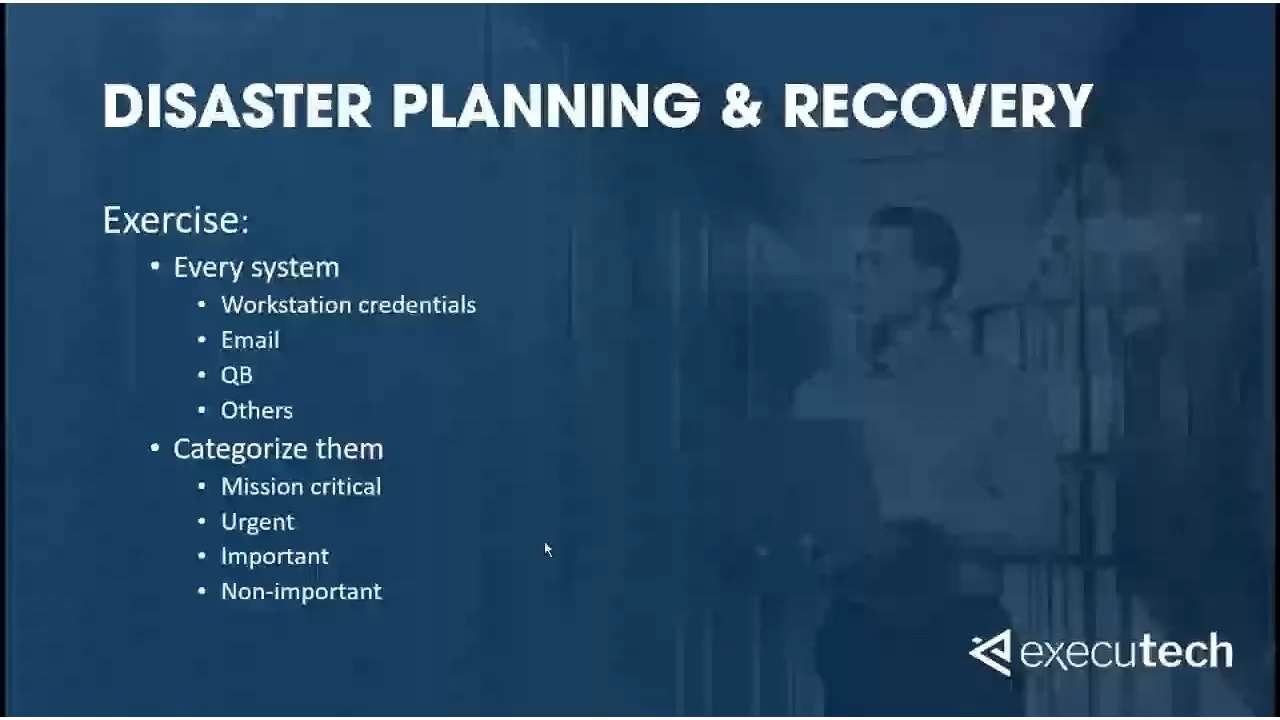 DISASTER PLANNING & RECOVERY
Exercise:
• Every system
• Workstation credentials
• Email
• QB
• Others
• Categorize them
• Mission critical
• Urgent
• Important
• Non-important
executech